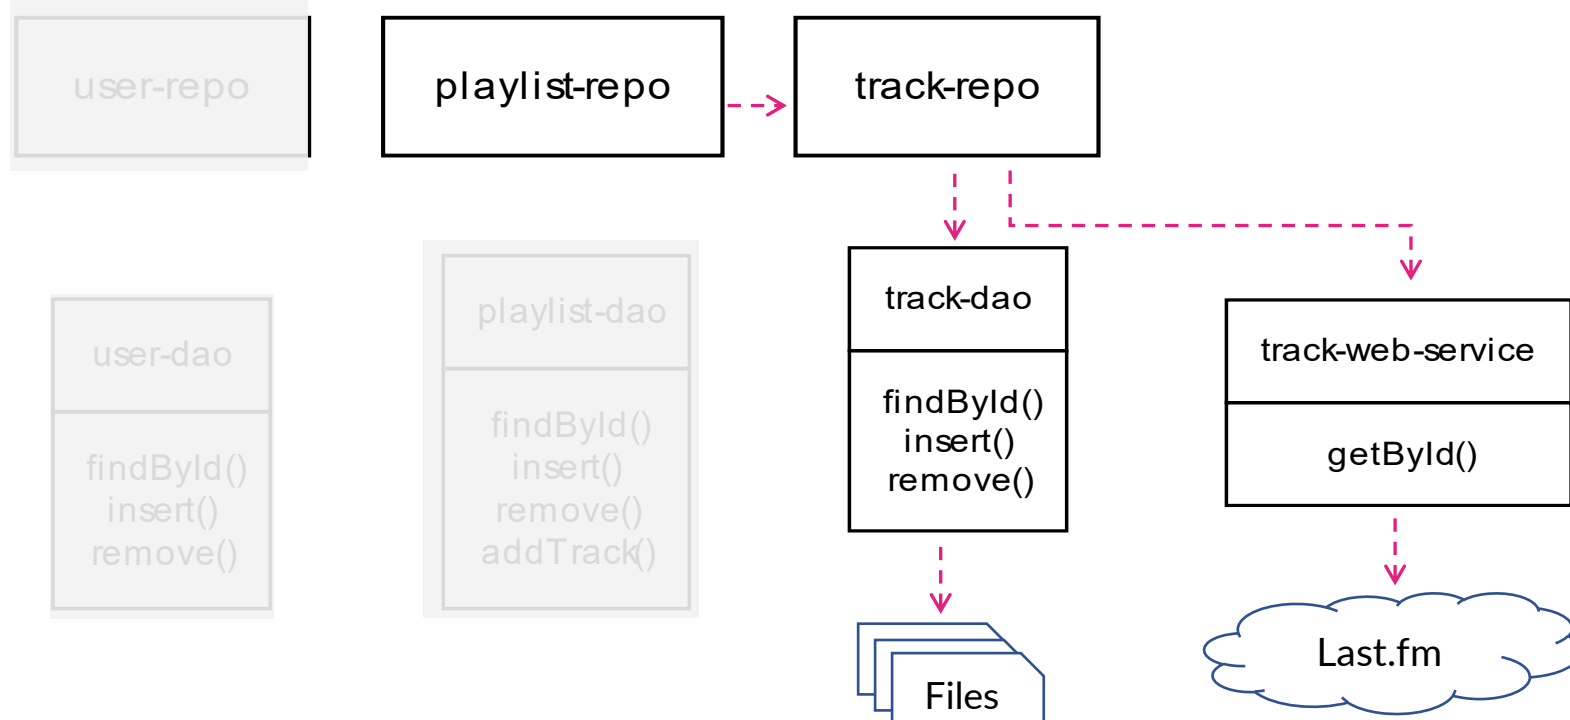 user-repo
playlist-repo
track-repo
user-dao
findById()
insert()
remove()
playlist-dao
findById()
insert()
remove()
addTrack()
track-dao
findById()
insert()
remove()
track-web-service
getById()
Files
Last.fm